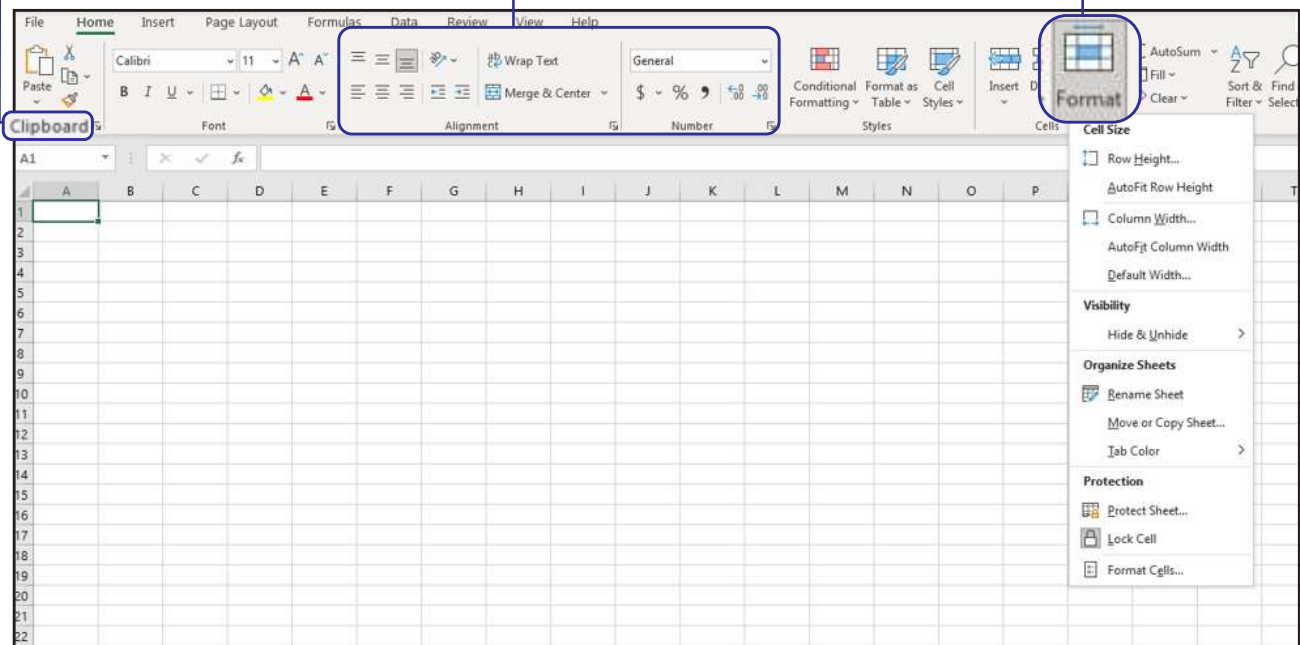 File Home Insert Page Layout Formulas Data Review View Help
Calibri 11 A^ A˅ Wrap Text General AutoSum
Paste B I U A Merge & Center $ % 9 Conditional Formatting Format as Table Cell Styles Insert D Format Fill Clear Sort & Filter Find Select
Clipboard Font Alignment Number Styles Cells
A1 fx
A B C D E F G H I J K L M N O P T
1
2
3
4
5
6
7
8
9
10
11
12
13
14
15
16
17
18
19
20
21
22
Cell Size
Row Height...
AutoFit Row Height
Column Width...
AutoFit Column Width
Default Width...
Visibility
Hide & Unhide
Organize Sheets
Rename Sheet
Move or Copy Sheet...
Tab Color
Protection
Protect Sheet...
Lock Cell
Format Cells...